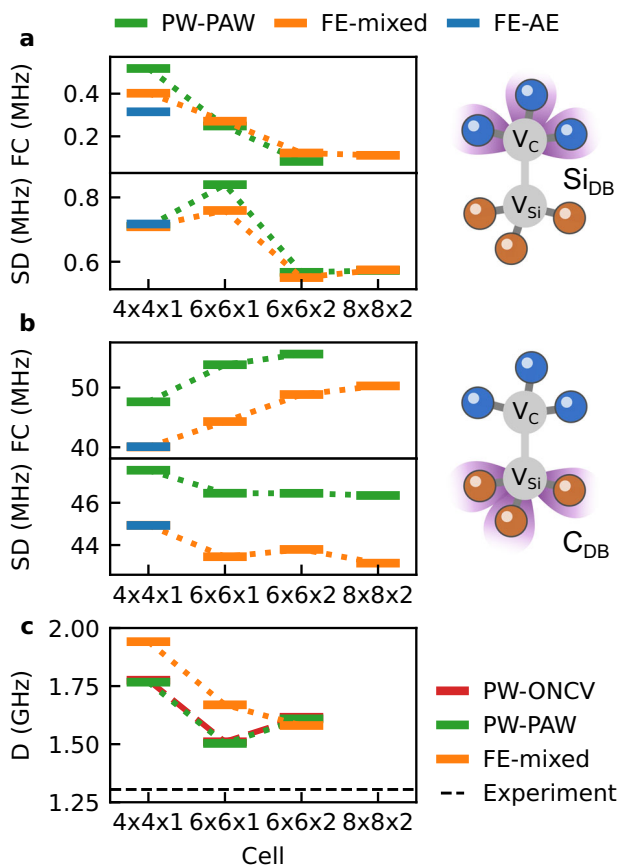 PW-PAW FE-mixed FE-AE
a
FC (MHz)
0.4
0.2
SD (MHz)
0.8
0.6
4x4x1 6x6x1 6x6x2 8x8x2
V_C
V_Si
Si_DB
b
FC (MHz)
50
40
SD (MHz)
46
44
4x4x1 6x6x1 6x6x2 8x8x2
V_C
V_Si
C_DB
c
D (GHz)
2.00
1.75
1.50
1.25
4x4x1 6x6x1 6x6x2 8x8x2
Cell
PW-ONCV
PW-PAW
FE-mixed
Experiment